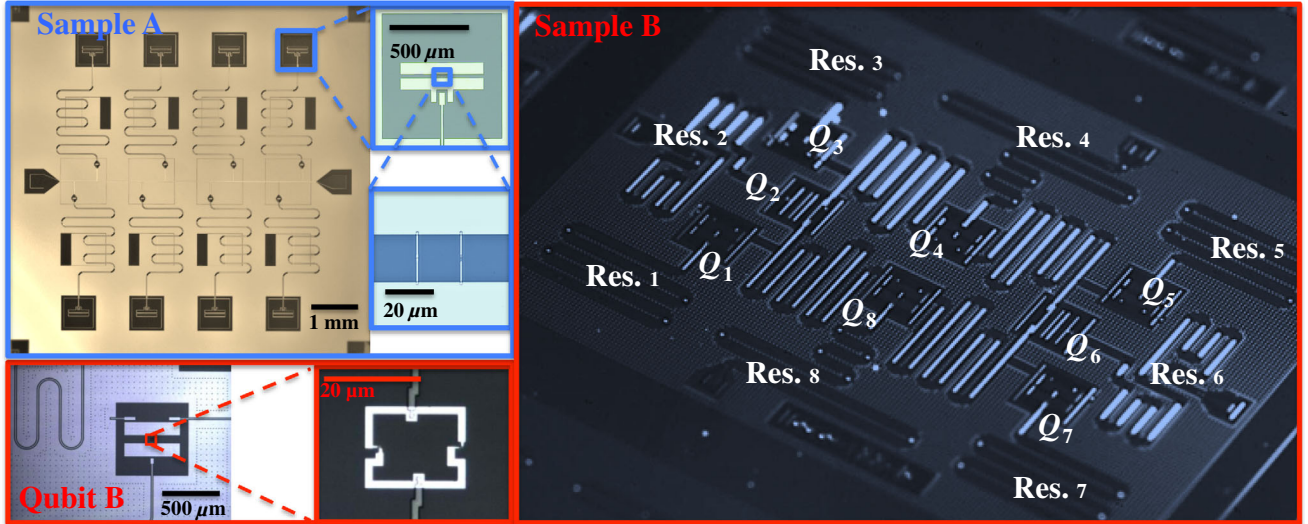 Sample A
500 µm
20 µm
1 mm
Qubit B
500 µm
20 µm
Sample B
Res. 3
Res. 4
Res. 2
Q3
Q2
Q4
Res. 5
Res. 1
Q1
Q5
Q8
Q6
Res. 8
Res. 6
Q7
Res. 7